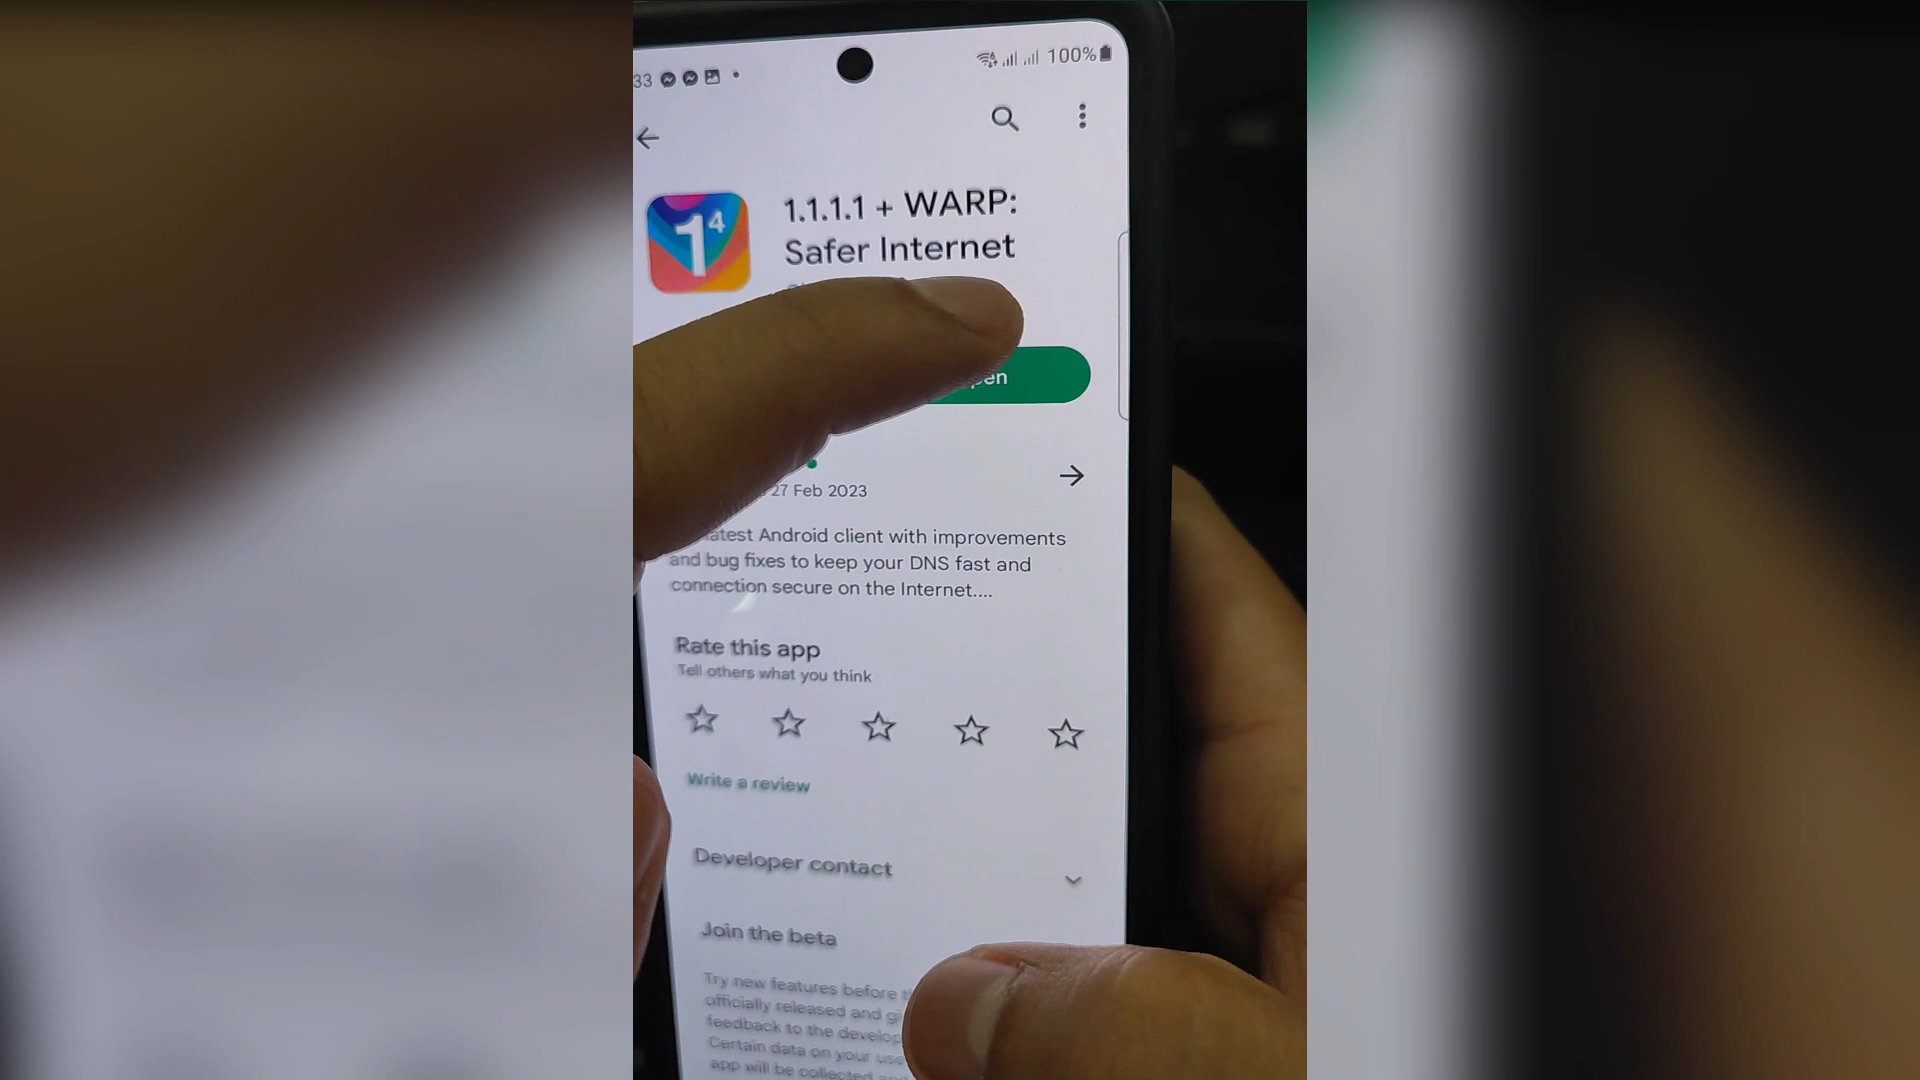 33
100%
1⁴
1.1.1.1 + WARP:
Safer Internet
pen
27 Feb 2023
atest Android client with improvements
and bug fixes to keep your DNS fast and
connection secure on the Internet....
Rate this app
Tell others what you think
Write a review
Developer contact
Join the beta
Try new features before
officially released and
feedback to the develop
Certain data on your use
app will be collected